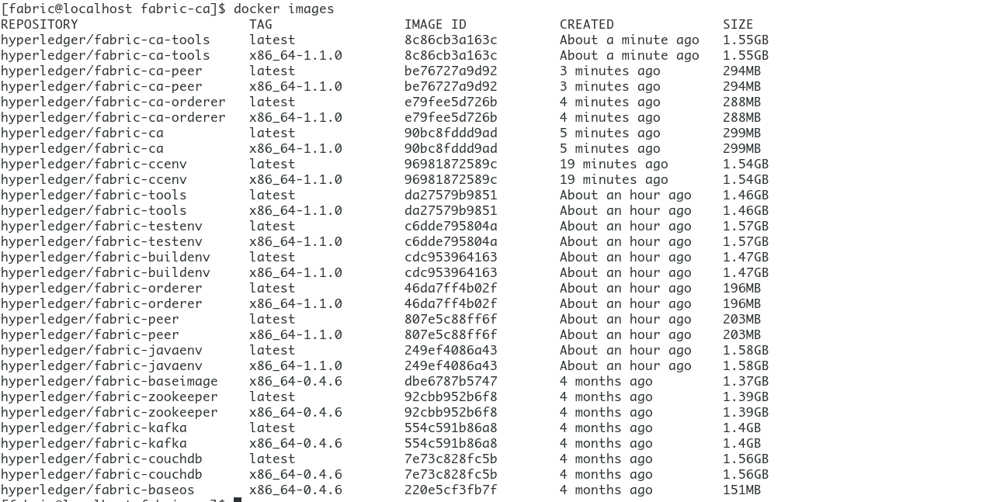 [fabric@localhost fabric-ca]$ docker images
REPOSITORY TAG IMAGE ID CREATED SIZE
hyperledger/fabric-ca-tools latest 8c86cb3a163c About a minute ago 1.55GB
hyperledger/fabric-ca-tools x86_64-1.1.0 8c86cb3a163c About a minute ago 1.55GB
hyperledger/fabric-ca-peer latest be76727a9d92 3 minutes ago 294MB
hyperledger/fabric-ca-peer x86_64-1.1.0 be76727a9d92 3 minutes ago 294MB
hyperledger/fabric-ca-orderer latest e79fee5d726b 4 minutes ago 288MB
hyperledger/fabric-ca-orderer x86_64-1.1.0 e79fee5d726b 4 minutes ago 288MB
hyperledger/fabric-ca latest 90bc8fddd9ad 5 minutes ago 299MB
hyperledger/fabric-ca x86_64-1.1.0 90bc8fddd9ad 5 minutes ago 299MB
hyperledger/fabric-ccenv latest 96981872589c 19 minutes ago 1.54GB
hyperledger/fabric-ccenv x86_64-1.1.0 96981872589c 19 minutes ago 1.54GB
hyperledger/fabric-tools latest da27579b9851 About an hour ago 1.46GB
hyperledger/fabric-tools x86_64-1.1.0 da27579b9851 About an hour ago 1.46GB
hyperledger/fabric-testenv latest c6dde795804a About an hour ago 1.57GB
hyperledger/fabric-testenv x86_64-1.1.0 c6dde795804a About an hour ago 1.57GB
hyperledger/fabric-buildenv latest cdc953964163 About an hour ago 1.47GB
hyperledger/fabric-buildenv x86_64-1.1.0 cdc953964163 About an hour ago 1.47GB
hyperledger/fabric-orderer latest 46da7ff4b02f About an hour ago 196MB
hyperledger/fabric-orderer x86_64-1.1.0 46da7ff4b02f About an hour ago 196MB
hyperledger/fabric-peer latest 807e5c88ff6f About an hour ago 203MB
hyperledger/fabric-peer x86_64-1.1.0 807e5c88ff6f About an hour ago 203MB
hyperledger/fabric-javaenv latest 249ef4086a43 About an hour ago 1.58GB
hyperledger/fabric-javaenv x86_64-1.1.0 249ef4086a43 About an hour ago 1.58GB
hyperledger/fabric-baseimage x86_64-0.4.6 dbe6787b5747 4 months ago 1.37GB
hyperledger/fabric-zookeeper latest 92cbb952b6f8 4 months ago 1.39GB
hyperledger/fabric-zookeeper x86_64-0.4.6 92cbb952b6f8 4 months ago 1.39GB
hyperledger/fabric-kafka latest 554c591b86a8 4 months ago 1.4GB
hyperledger/fabric-kafka x86_64-0.4.6 554c591b86a8 4 months ago 1.4GB
hyperledger/fabric-couchdb latest 7e73c828fc5b 4 months ago 1.56GB
hyperledger/fabric-couchdb x86_64-0.4.6 7e73c828fc5b 4 months ago 1.56GB
hyperledger/fabric-baseos x86_64-0.4.6 220e5cf3fb7f 4 months ago 151MB